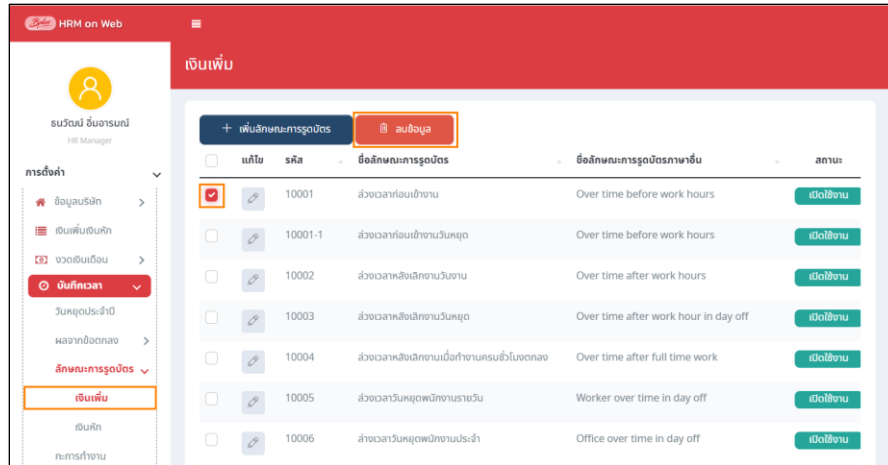 Bplus HRM on Web
เงินเพิ่ม
ธนวัฒน์ อิ่มอารมณ์
HR Manager
การตั้งค่า
ข้อมูลบริษัท
เงินเพิ่มเงินหัก
งวดเงินเดือน
บันทึกเวลา
วันหยุดประจำปี
ผลจากข้อตกลง
ลักษณะการรูดบัตร
เงินเพิ่ม
เงินหัก
กะการทำงาน
+ เพิ่มลักษณะการรูดบัตร ลบข้อมูล
แก้ไข รหัส ชื่อลักษณะการรูดบัตร ชื่อลักษณะการรูดบัตรภาษาอื่น สถานะ
10001 ล่วงเวลาก่อนเข้างาน Over time before work hours เปิดใช้งาน
10001-1 ล่วงเวลาก่อนเข้างานวันหยุด Over time before work hours เปิดใช้งาน
10002 ล่วงเวลาหลังเลิกงานวันงาน Over time after work hours เปิดใช้งาน
10003 ล่วงเวลาหลังเลิกงานวันหยุด Over time after work hour in day off เปิดใช้งาน
10004 ล่วงเวลาหลังเลิกงานเมื่อทำงานครบชั่วโมงตกลง Over time after full time work เปิดใช้งาน
10005 ล่วงเวลาวันหยุดพนักงานรายวัน Worker over time in day off เปิดใช้งาน
10006 ล่างเวลาวันหยุดพนักงานประจำ Office over time in day off เปิดใช้งาน